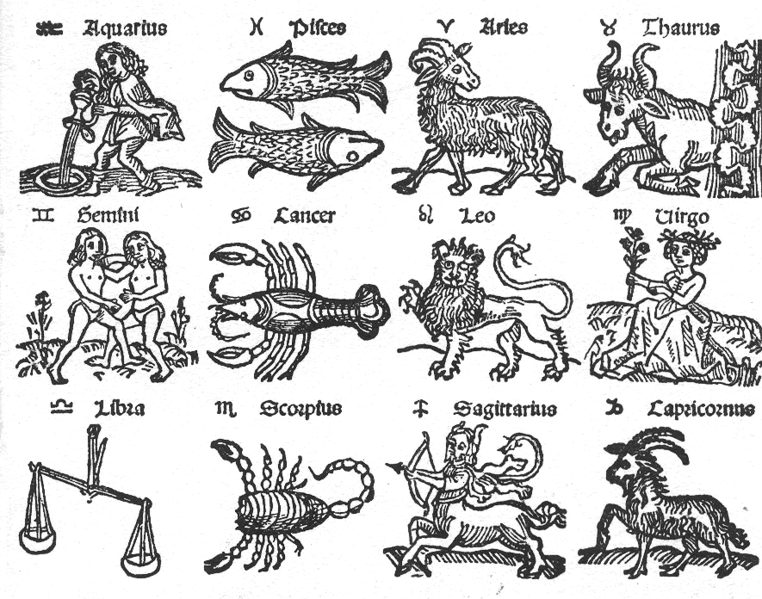 ♒ Aquarius
♓ Pisces
♈ Aries
♉ Thaurus
♊ Gemini
♋ Cancer
♌ Leo
♍ Virgo
♎ Libra
♏ Scorpius
♐ Sagittarius
♑ Capricornus